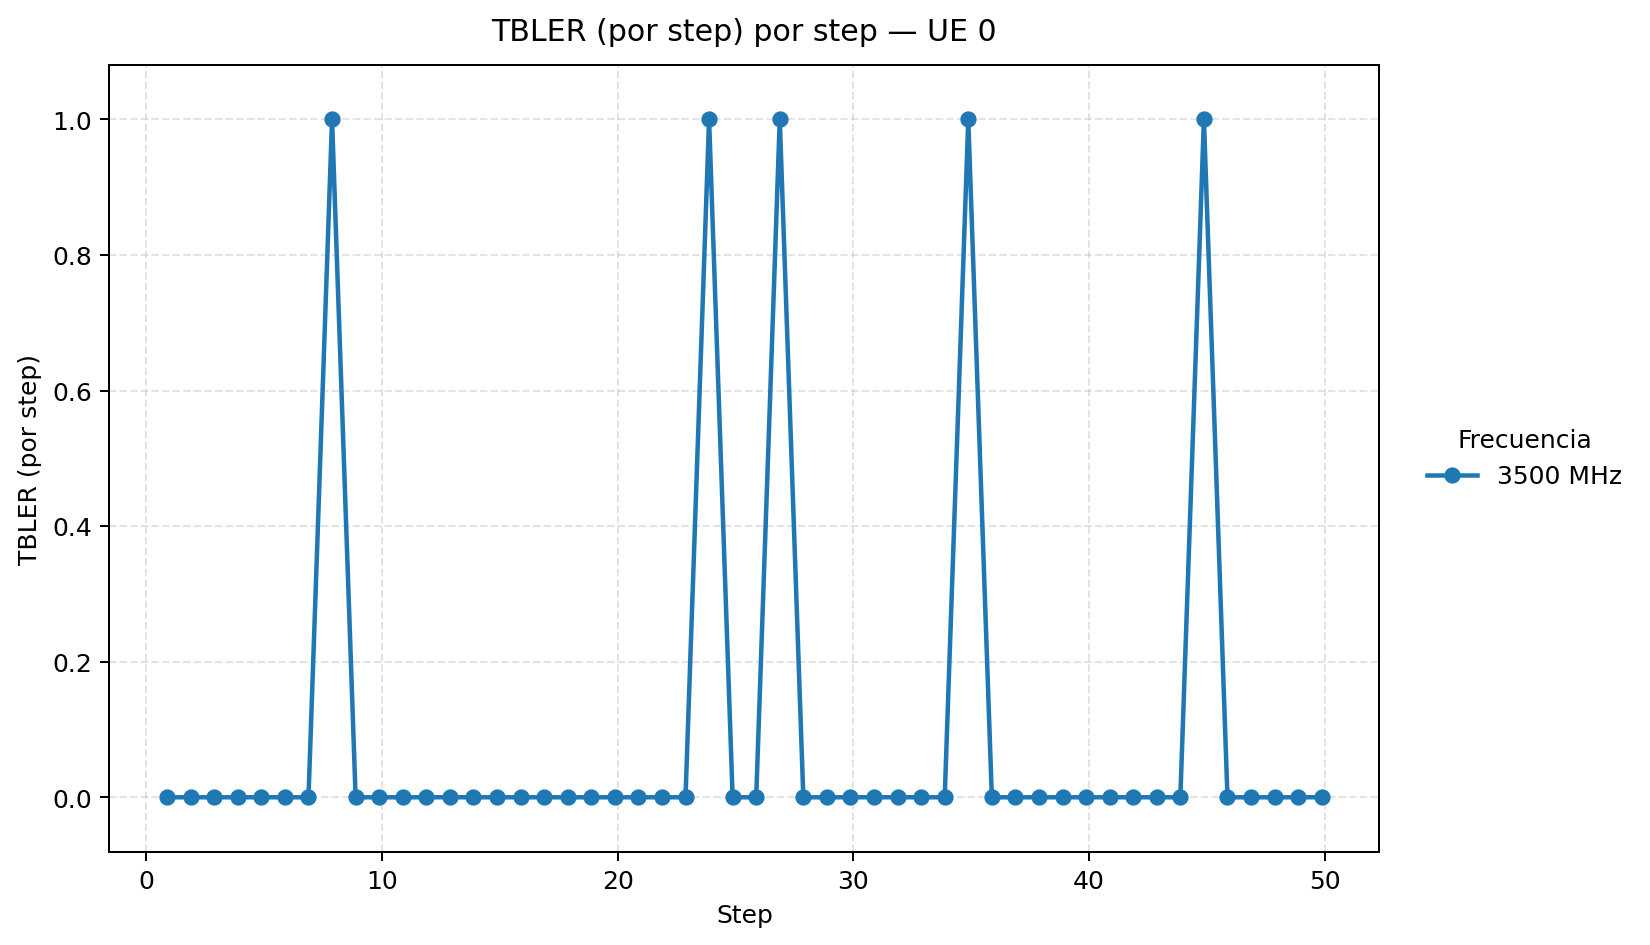 TBLER (por step) por step — UE 0
TBLER (por step)
1.0
0.8
0.6
0.4
0.2
0.0
0 10 20 30 40 50
Step
Frecuencia
3500 MHz